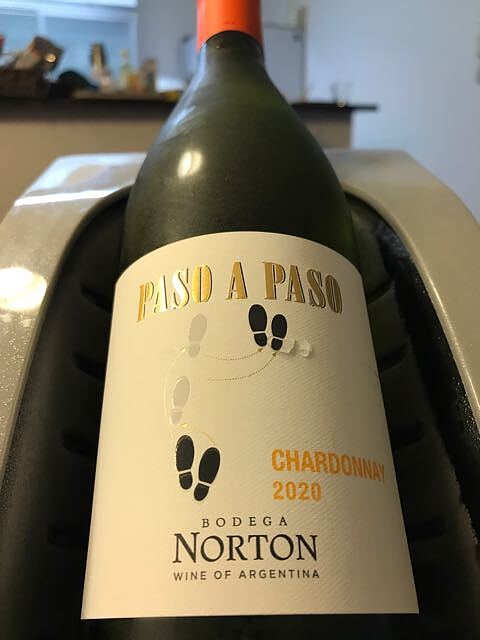 PASO A PASO
CHARDONNAY
2020
BODEGA
NORTON
WINE OF ARGENTINA